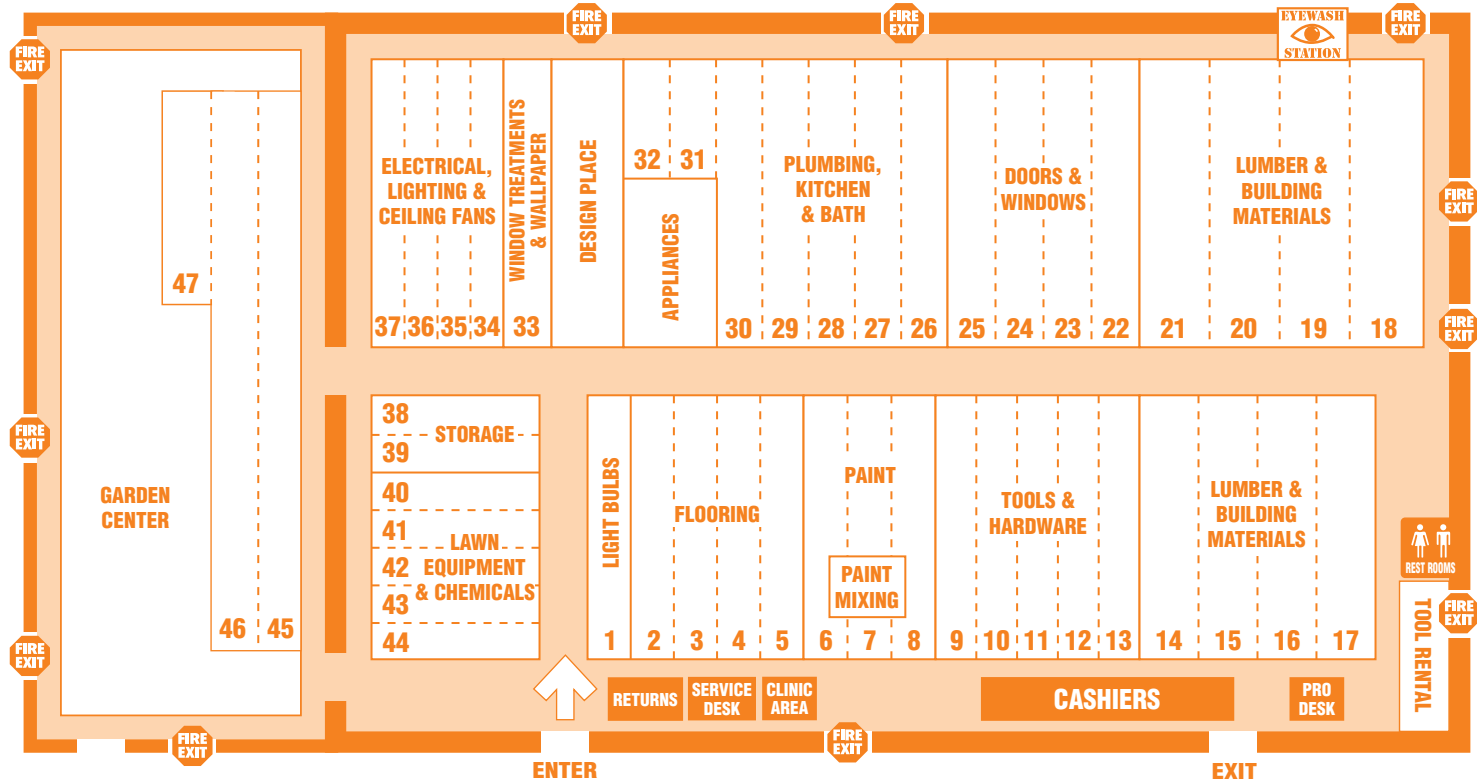 FIRE
EXIT
FIRE
EXIT
EYEWASH
STATION
FIRE
EXIT
FIRE
EXIT
47
46
45
GARDEN
CENTER
ELECTRICAL,
LIGHTING &
CEILING FANS
37
36
35
34
WINDOW TREATMENTS
& WALLPAPER
33
DESIGN PLACE
32
31
APPLIANCES
PLUMBING,
KITCHEN
& BATH
30
29
28
27
26
DOORS &
WINDOWS
25
24
23
22
LUMBER &
BUILDING
MATERIALS
21
20
19
18
FIRE
EXIT
FIRE
EXIT
FIRE
EXIT
38
STORAGE
39
40
41
LAWN
42
EQUIPMENT
& CHEMICALS
43
44
LIGHT BULBS
1
FLOORING
2
3
4
5
PAINT
PAINT
MIXING
6
7
8
TOOLS &
HARDWARE
9
10
11
12
13
LUMBER &
BUILDING
MATERIALS
14
15
16
17
REST ROOMS
TOOL RENTAL
FIRE
EXIT
FIRE
EXIT
RETURNS
SERVICE
DESK
CLINIC
AREA
CASHIERS
PRO
DESK
FIRE
EXIT
FIRE
EXIT
ENTER
EXIT